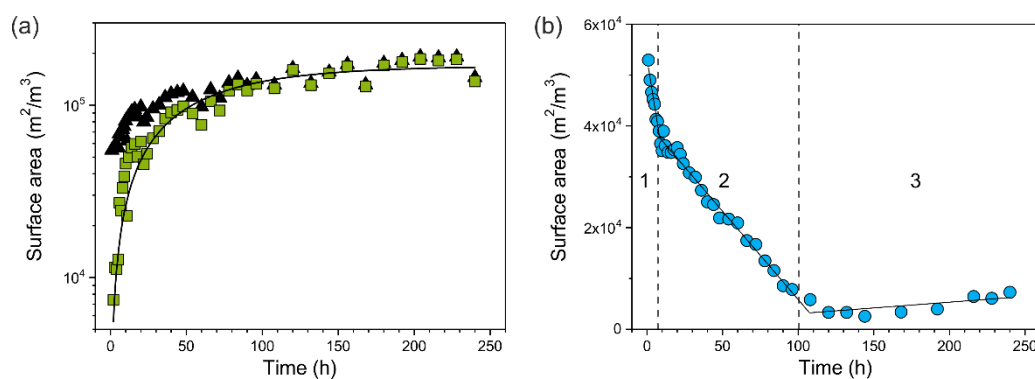 (a)
Surface area (m²/m³)
10⁵
10⁴
0 50 100 150 200 250
Time (h)
(b)
Surface area (m²/m³)
6x10⁴
4x10⁴
2x10⁴
0
1 2 3
0 50 100 150 200 250
Time (h)